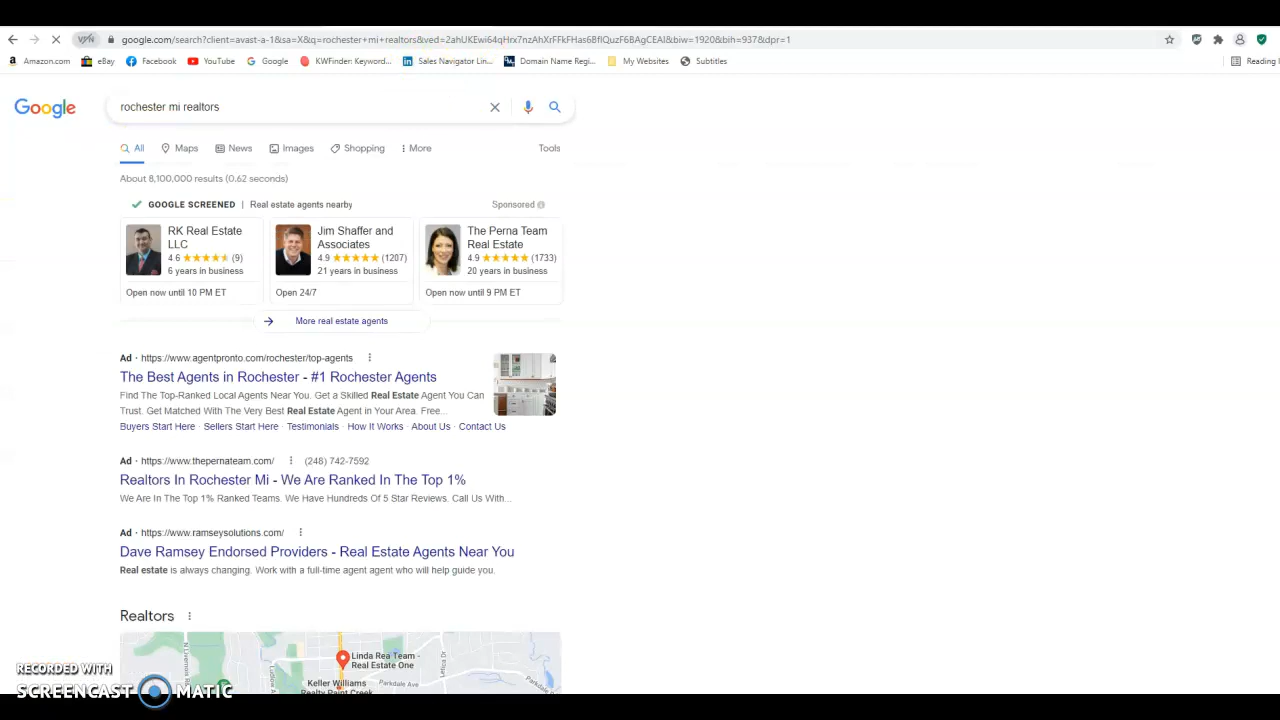 VPN
google.com/search?client=avast-a-1&sa=X&q=rochester+mi+realtors&ved=2ahUKEwi64qHrx7nzAhXrFFkFHas6BflQuzF6BAgCEAI&biw=1920&bih=937&dpr=1
Amazon.com eBay Facebook YouTube Google KWFinder: Keyword... Sales Navigator Lin... Domain Name Regi... My Websites Subtitles Reading l
Google rochester mi realtors
All Maps News Images Shopping More Tools
About 8,100,000 results (0.62 seconds)
GOOGLE SCREENED | Real estate agents nearby Sponsored
RK Real Estate LLC
4.6 (9)
6 years in business
Open now until 10 PM ET
Jim Shaffer and Associates
4.9 (1207)
21 years in business
Open 24/7
The Perna Team Real Estate
4.9 (1733)
20 years in business
Open now until 9 PM ET
More real estate agents
Ad · https://www.agentpronto.com/rochester/top-agents
The Best Agents in Rochester - #1 Rochester Agents
Find The Top-Ranked Local Agents Near You. Get a Skilled Real Estate Agent You Can
Trust. Get Matched With The Very Best Real Estate Agent in Your Area. Free...
Buyers Start Here · Sellers Start Here · Testimonials · How It Works · About Us · Contact Us
Ad · https://www.thepernateam.com/ (248) 742-7592
Realtors In Rochester Mi - We Are Ranked In The Top 1%
We Are In The Top 1% Ranked Teams. We Have Hundreds Of 5 Star Reviews. Call Us With...
Ad · https://www.ramseysolutions.com/
Dave Ramsey Endorsed Providers - Real Estate Agents Near You
Real estate is always changing. Work with a full-time agent agent who will help guide you.
Realtors
N Livernois
Linda Rea Team -
Real Estate One
Keller Williams
Realty Paint Creek
Parkdale Ave
Letica Dr
RECORDED WITH
SCREENCAST MATIC